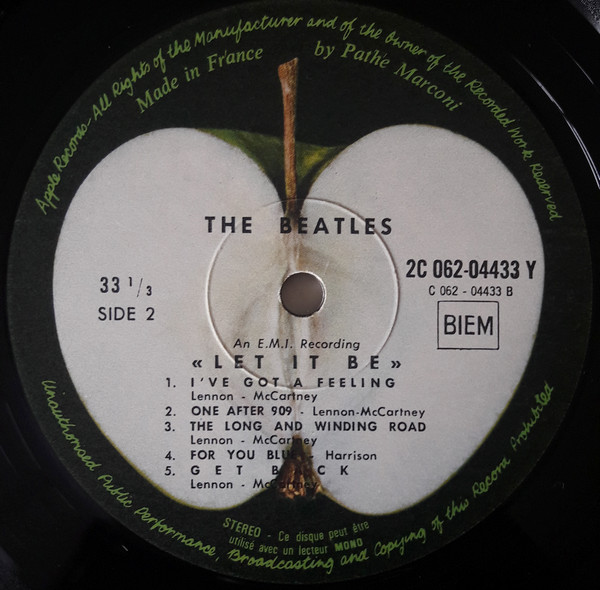 Apple Records - All Rights of the Manufacturer and of the Owner of the Recorded Work Reserved
Made in France by Pathé Marconi
THE BEATLES
33 1/3
SIDE 2
2C 062-04433 Y
C 062 - 04433 B
BIEM
An E.M.I. Recording
« LET IT BE »
1. I'VE GOT A FEELING
Lennon - McCartney
2. ONE AFTER 909 - Lennon-McCartney
3. THE LONG AND WINDING ROAD
Lennon - McCartney
4. FOR YOU BLUE - Harrison
5. GET BACK
Lennon - McCartney
STEREO - Ce disque peut être
utilisé avec un lecteur MONO
Unauthorised Public Performance, Broadcasting and Copying of this Record Prohibited